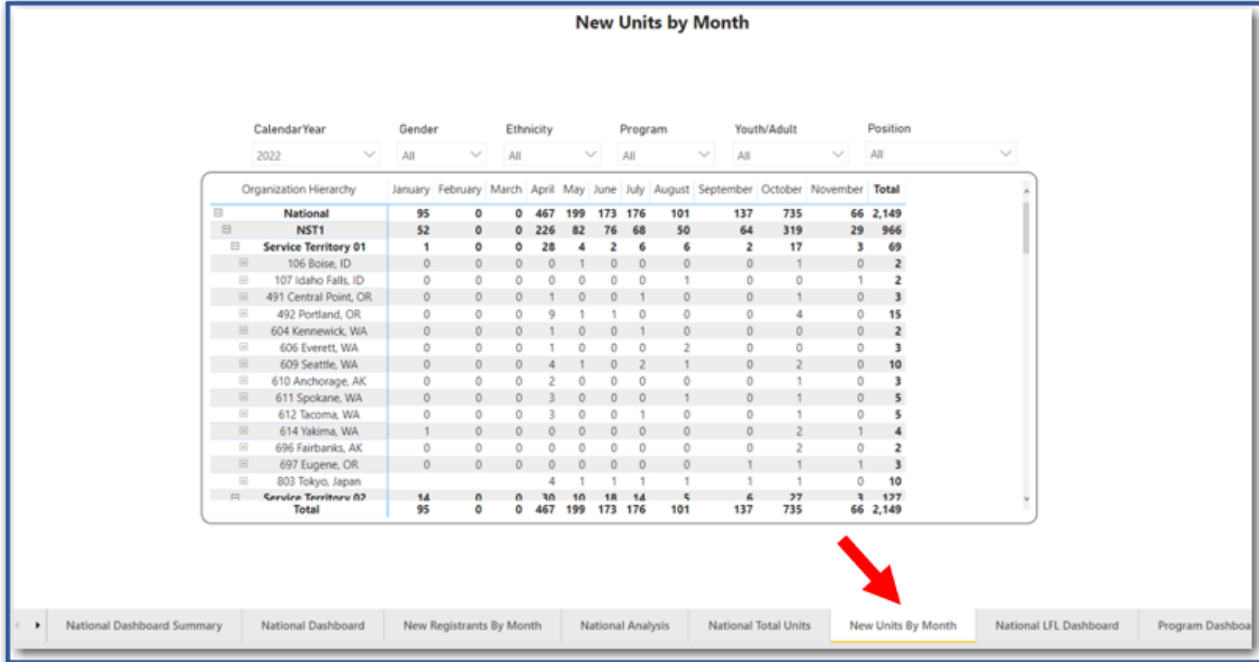 New Units by Month
CalendarYear Gender Ethnicity Program Youth/Adult Position
2022 All All All All All
Organization Hierarchy January February March April May June July August September October November Total
National 95 0 0 467 199 173 176 101 137 735 66 2,149
NST1 52 0 0 226 82 76 68 50 64 319 29 966
Service Territory 01 1 0 0 28 4 2 6 6 2 17 3 69
106 Boise, ID 0 0 0 0 1 0 0 0 0 1 0 2
107 Idaho Falls, ID 0 0 0 0 0 0 0 1 0 0 1 2
491 Central Point, OR 0 0 0 1 0 0 1 0 0 1 0 3
492 Portland, OR 0 0 0 9 1 1 0 0 0 4 0 15
604 Kennewick, WA 0 0 0 1 0 0 1 0 0 0 0 2
606 Everett, WA 0 0 0 1 0 0 0 2 0 0 0 3
609 Seattle, WA 0 0 0 4 1 0 2 1 0 2 0 10
610 Anchorage, AK 0 0 0 2 0 0 0 0 0 1 0 3
611 Spokane, WA 0 0 0 3 0 0 0 1 0 1 0 5
612 Tacoma, WA 0 0 0 3 0 0 1 0 0 1 0 5
614 Yakima, WA 1 0 0 0 0 0 0 0 0 2 1 4
696 Fairbanks, AK 0 0 0 0 0 0 0 0 0 2 0 2
697 Eugene, OR 0 0 0 0 0 0 0 0 1 1 1 3
803 Tokyo, Japan 4 1 1 1 1 1 1 0 10
Service Territory 02 14 0 0 30 10 18 14 5 6 27 3 127
Total 95 0 0 467 199 173 176 101 137 735 66 2,149
National Dashboard Summary National Dashboard New Registrants By Month National Analysis National Total Units New Units By Month National LFL Dashboard Program Dashboa